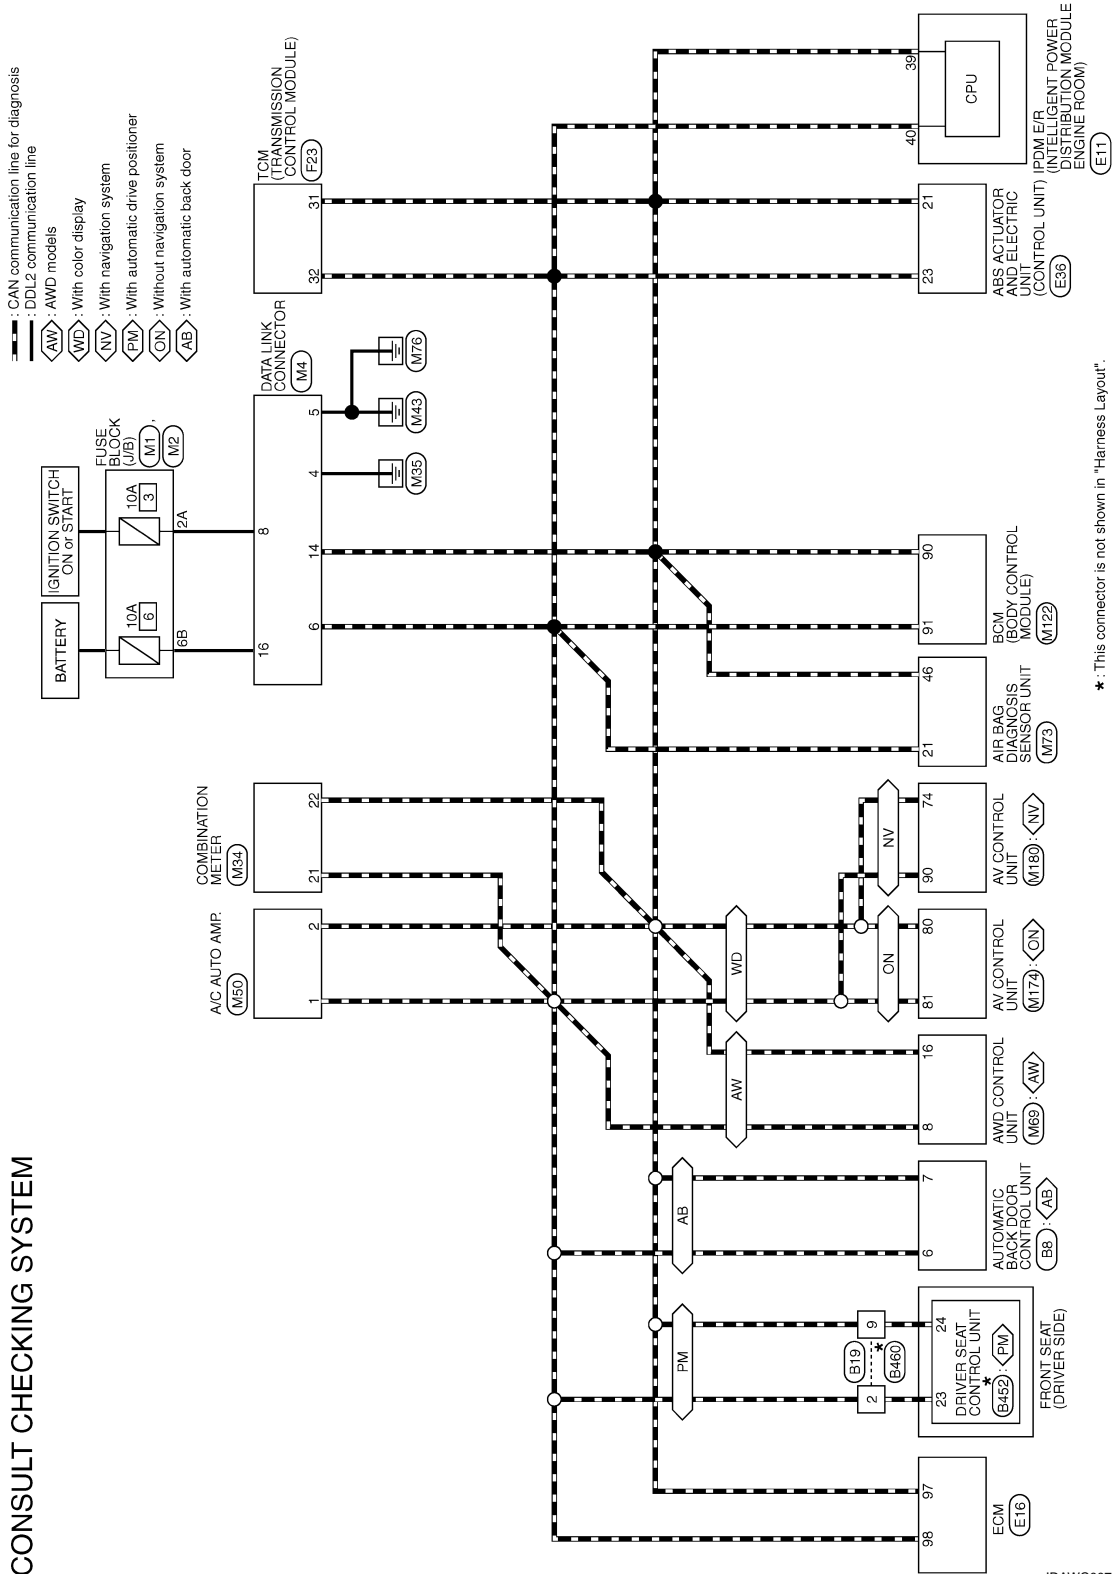 CONSULT CHECKING SYSTEM
: CAN communication line for diagnosis
: DDL2 communication line
AW : AWD models
WD : With color display
NV : With navigation system
PM : With automatic drive positioner
ON : Without navigation system
AB : With automatic back door
BATTERY
IGNITION SWITCH
ON or START
FUSE
BLOCK
(J/B)
M1 ,
M2
10A
6
10A
3
6B
2A
A/C AUTO AMP.
M50
COMBINATION
METER
M34
DATA LINK
CONNECTOR
M4
TCM
(TRANSMISSION
CONTROL MODULE)
F23
1
2
21
22
16
8
6
14
4
5
32
31
M35
M43
M76
PM
AB
AW
WD
ON
NV
2
9
B19
*
B460
98
97
23
24
6
7
8
16
81
80
90
74
21
46
91
90
23
21
40
39
CPU
ECM
E16
DRIVER SEAT
CONTROL UNIT
*
B452 : PM
FRONT SEAT
(DRIVER SIDE)
AUTOMATIC
BACK DOOR
CONTROL UNIT
B8 : AB
AWD CONTROL
UNIT
M69 : AW
AV CONTROL
UNIT
M174 : ON
AV CONTROL
UNIT
M180 : NV
AIR BAG
DIAGNOSIS
SENSOR UNIT
M73
BCM
(BODY CONTROL
MODULE)
M122
ABS ACTUATOR
AND ELECTRIC
UNIT
(CONTROL UNIT)
E36
IPDM E/R
(INTELLIGENT POWER
DISTRIBUTION MODULE
ENGINE ROOM)
E11
* : This connector is not shown in "Harness Layout".